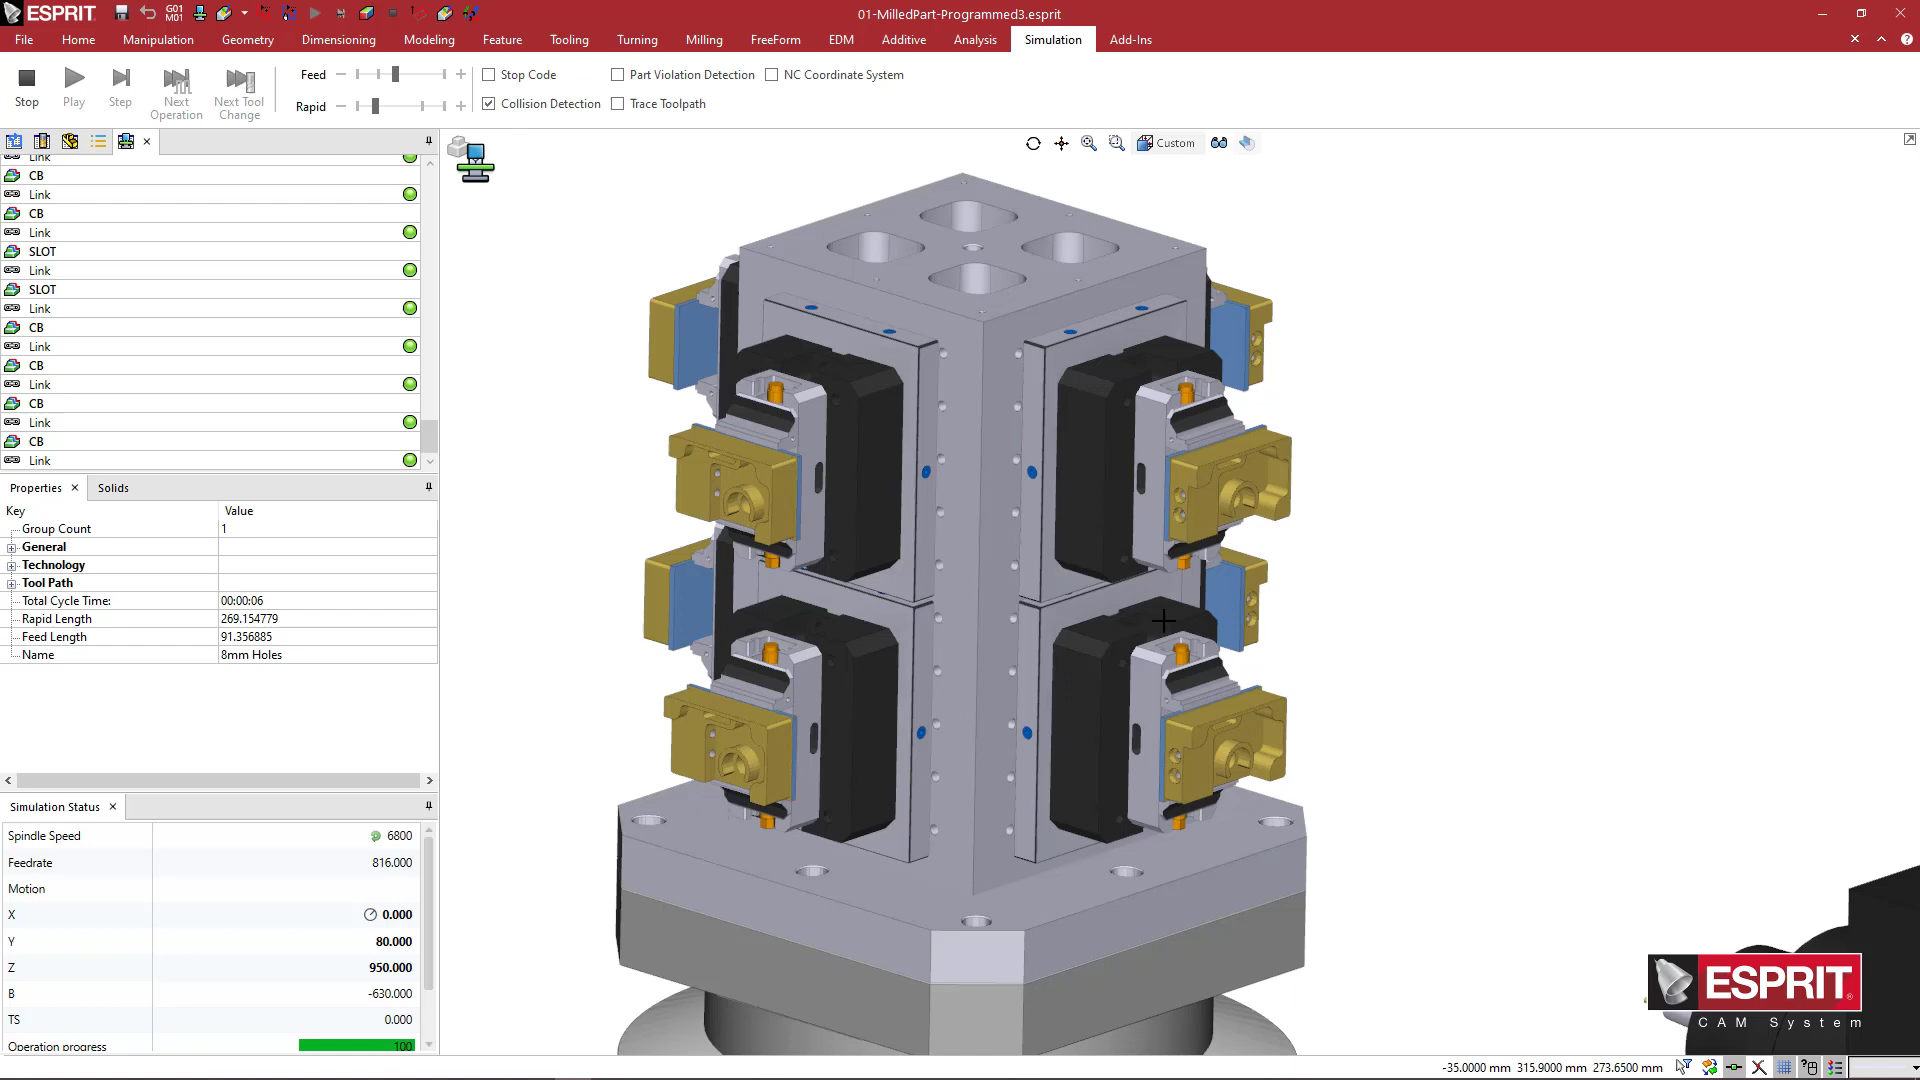 ESPRIT
G01
M01
01-MilledPart-Programmed3.esprit
File Home Manipulation Geometry Dimensioning Modeling Feature Tooling Turning Milling FreeForm EDM Additive Analysis Simulation Add-Ins
Stop
Play
Step
Next Operation
Next Tool Change
Feed
Rapid
Stop Code
Part Violation Detection
NC Coordinate System
Collision Detection
Trace Toolpath
Custom
Link
CB
Link
CB
Link
SLOT
Link
SLOT
Link
CB
Link
CB
Link
CB
Link
CB
Link
Properties
Solids
Key Value
Group Count 1
General
Technology
Tool Path
Total Cycle Time: 00:00:06
Rapid Length 269.154779
Feed Length 91.356885
Name 8mm Holes
Simulation Status
Spindle Speed 6800
Feedrate 816.000
Motion
X 0.000
Y 80.000
Z 950.000
B -630.000
TS 0.000
Operation progress 100
ESPRIT
CAM System
-35.0000 mm 315.9000 mm 273.6500 mm